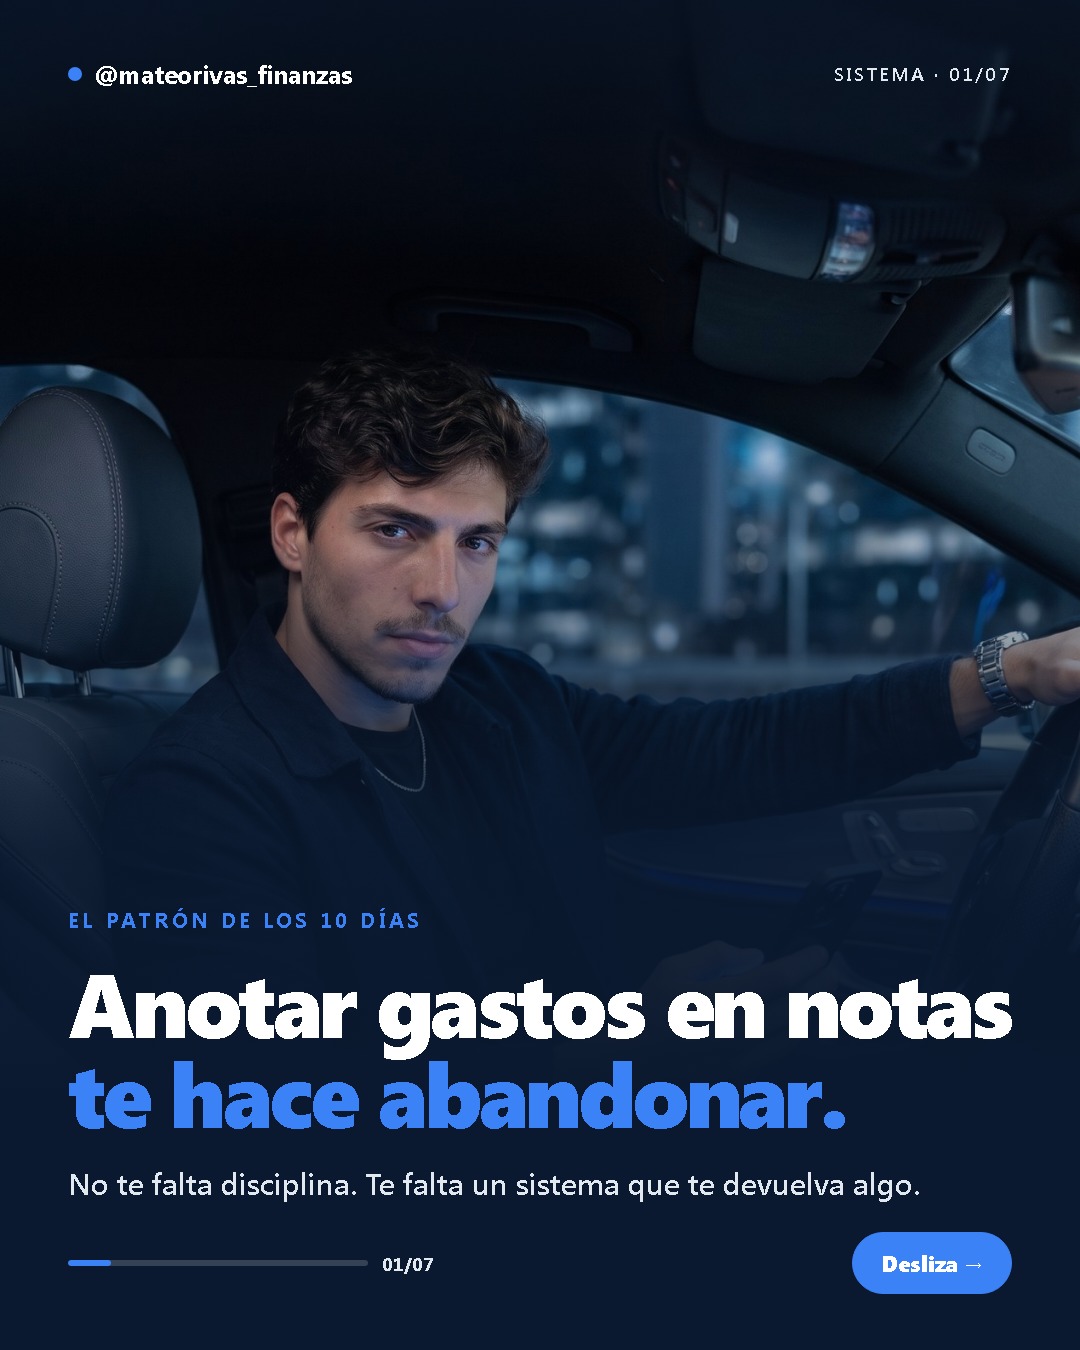 @mateorivas_finanzas
SISTEMA · 01/07
EL PATRÓN DE LOS 10 DÍAS
Anotar gastos en notas
te hace abandonar.
No te falta disciplina. Te falta un sistema que te devuelva algo.
01/07
Desliza →